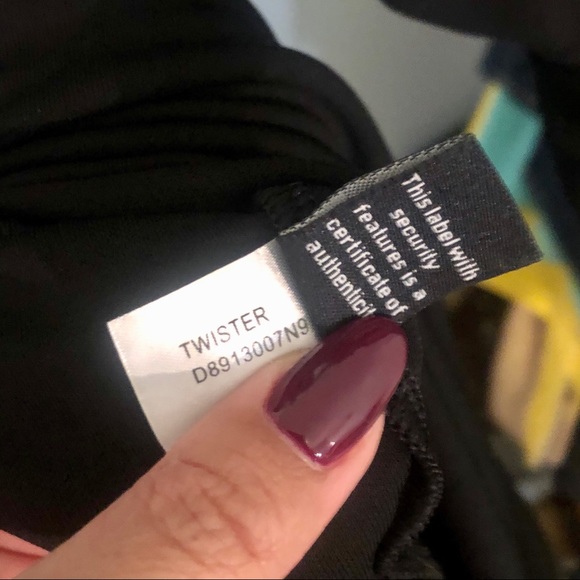 TWISTER
D8913007N9
This label with
security
features is a
certificate of